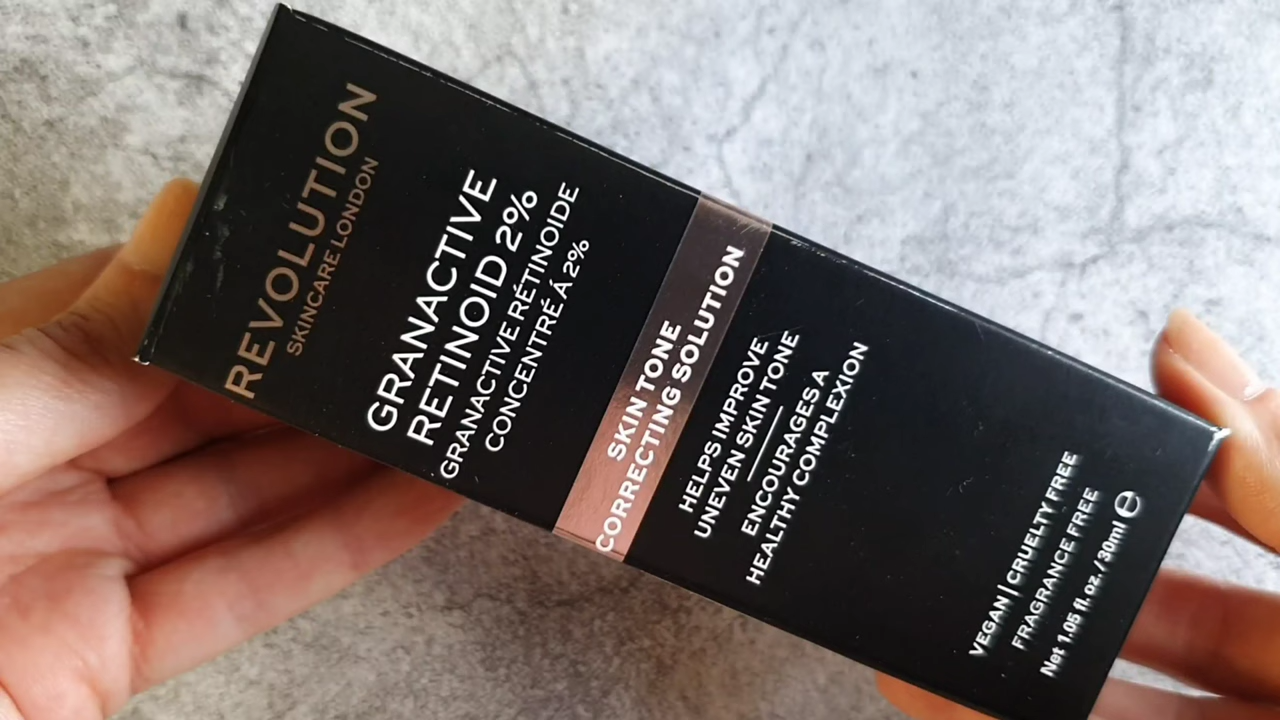 REVOLUTION
SKINCARE LONDON
GRANACTIVE
RETINOID 2%
GRANACTIVE RÉTINOIDE
CONCENTRÉ Á 2%
SKIN TONE
CORRECTING SOLUTION
HELPS IMPROVE
UNEVEN SKIN TONE
ENCOURAGES A
HEALTHY COMPLEXION
VEGAN | CRUELTY FREE
FRAGRANCE FREE
Net 1.05 fl. oz. / 30ml ℮